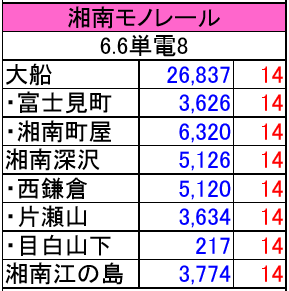 湘南モノレール
6.6単電8
大船 26,837 14
・富士見町 3,626 14
・湘南町屋 6,320 14
湘南深沢 5,126 14
・西鎌倉 5,120 14
・片瀬山 3,634 14
・目白山下 217 14
湘南江の島 3,774 14